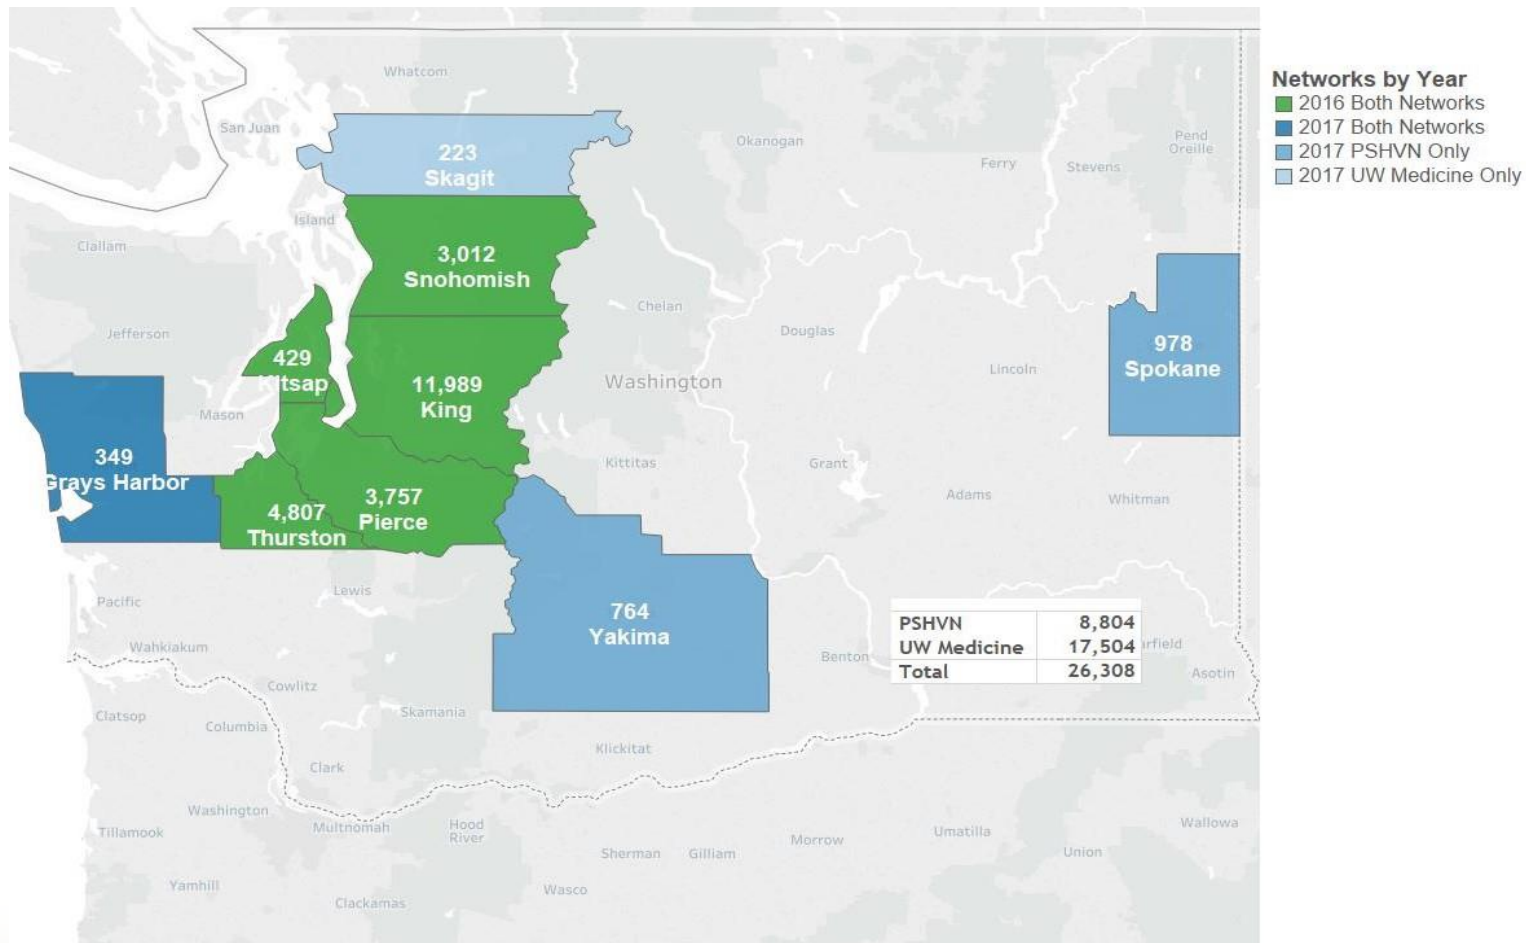 Networks by Year
2016 Both Networks
2017 Both Networks
2017 PSHVN Only
2017 UW Medicine Only
Whatcom
San Juan
Okanogan
Pend
Oreille
Ferry
Stevens
223
Skagit
Island
Clallam
3,012
Snohomish
Chelan
Jefferson
Douglas
978
Spokane
429
Kitsap
11,989
King
Washington
Lincoln
Mason
349
Grays Harbor
Kittitas
Grant
Adams
Whitman
4,807
Thurston
3,757
Pierce
Lewis
Pacific
764
Yakima
PSHVN 8,804
UW Medicine 17,504
Total 26,308
Wahkiakum
Benton
arfield
Asotin
Cowlitz
Clatsop
Columbia
Skamania
Klickitat
Clark
Washington
Tillamook
Multnomah
Hood
River
Sherman
Gilliam
Morrow
Umatilla
Wallowa
Union
Yamhill
Wasco
Clackamas